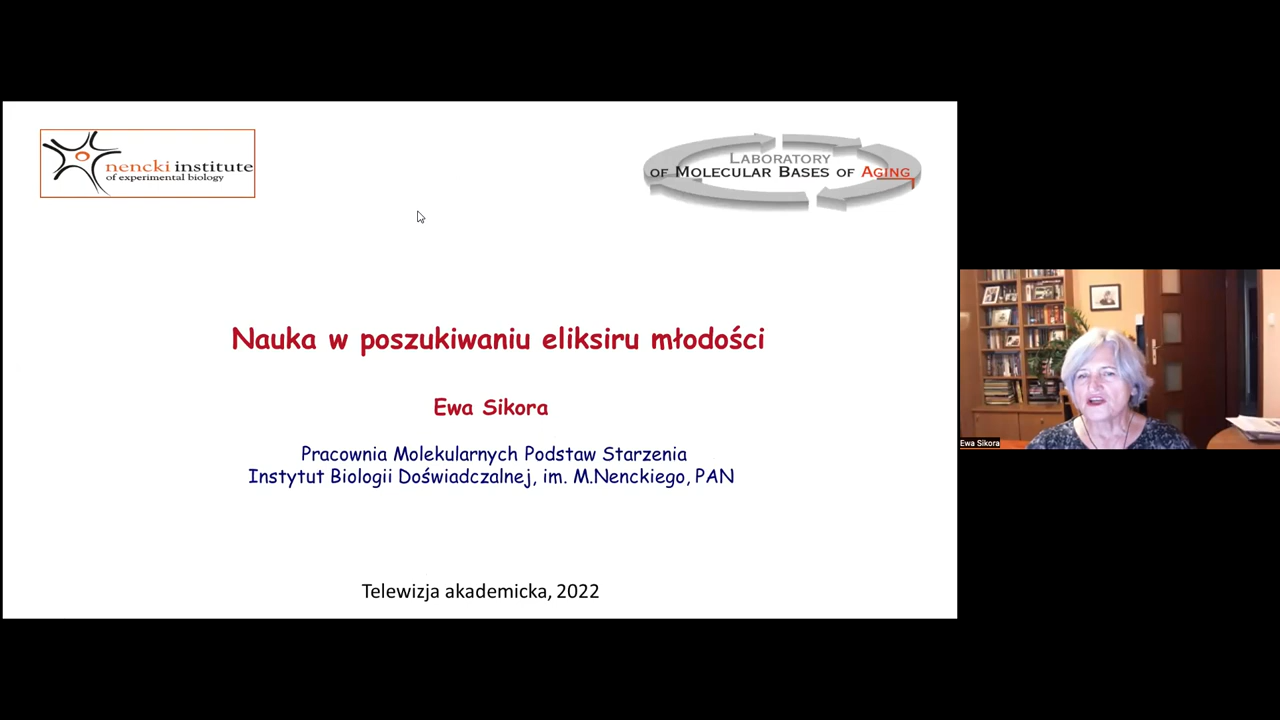 nencki institute
of experimental biology
LABORATORY
OF MOLECULAR BASES OF AGING
Nauka w poszukiwaniu eliksiru młodości
Ewa Sikora
Pracownia Molekularnych Podstaw Starzenia
Instytut Biologii Doświadczalnej, im. M.Nenckiego, PAN
Telewizja akademicka, 2022
Ewa Sikora